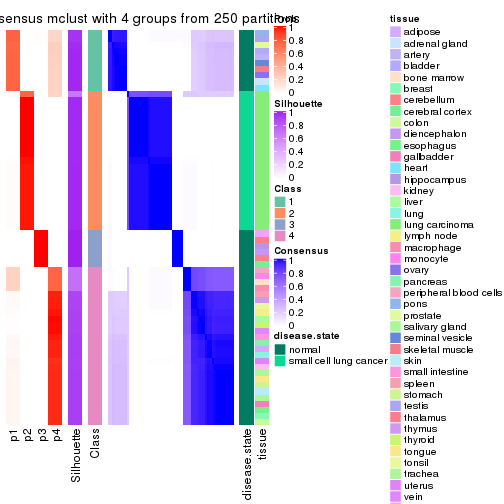 sensus mclust with 4 groups from 250 partitions
1
0.8
0.6
0.4
0.2
0
Silhouette
1
0.8
0.6
0.4
0.2
0
Class
1
2
3
4
Consensus
1
0.8
0.6
0.4
0.2
0
disease.state
normal
small cell lung cancer
tissue
adipose
adrenal gland
artery
bladder
bone marrow
breast
cerebellum
cerebral cortex
colon
diencephalon
esophagus
gallbladder
heart
hippocampus
kidney
liver
lung
lung carcinoma
lymph node
macrophage
monocyte
ovary
pancreas
peripheral blood cells
pons
prostate
salivary gland
seminal vesicle
skeletal muscle
skin
small intestine
spleen
stomach
testis
thalamus
thymus
thyroid
tongue
tonsil
trachea
uterus
vein
p1
p2
p3
p4
Silhouette
Class
disease.state
tissue